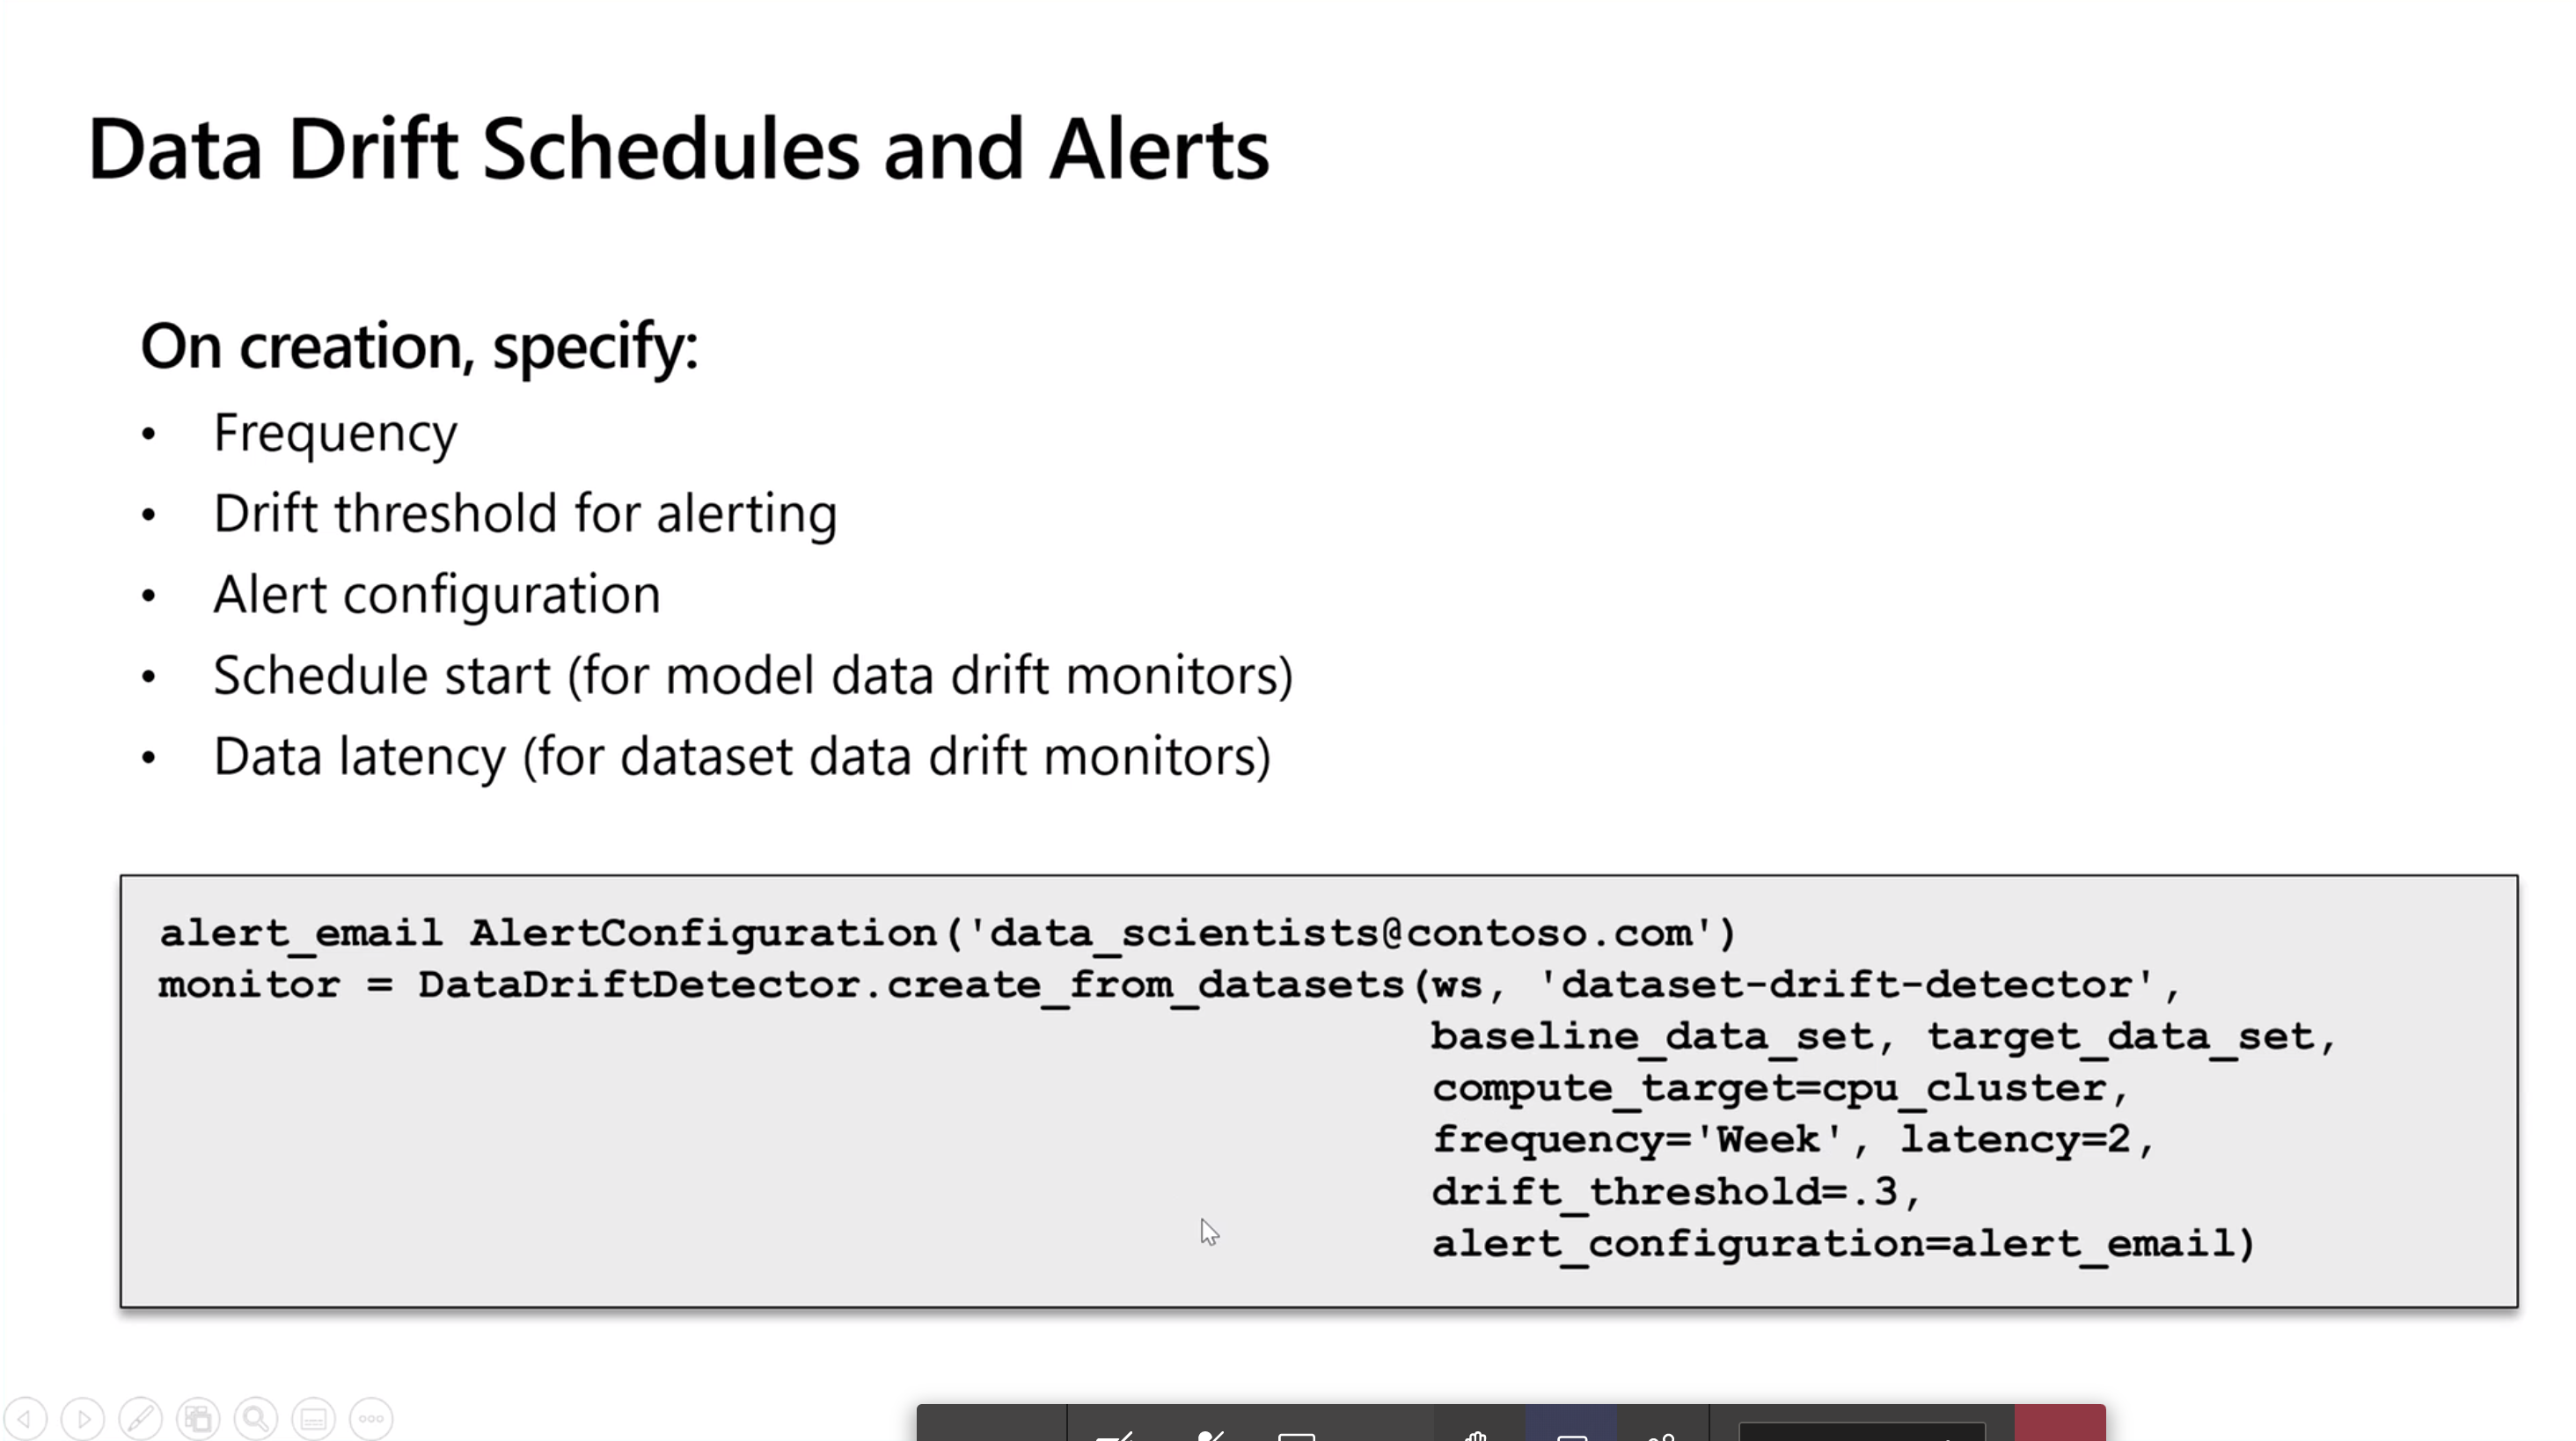 Data Drift Schedules and Alerts
On creation, specify:
• Frequency
• Drift threshold for alerting
• Alert configuration
• Schedule start (for model data drift monitors)
• Data latency (for dataset data drift monitors)
alert_email AlertConfiguration('data_scientists@contoso.com')
monitor = DataDriftDetector.create_from_datasets(ws, 'dataset-drift-detector',
baseline_data_set, target_data_set,
compute_target=cpu_cluster,
frequency='Week', latency=2,
drift_threshold=.3,
alert_configuration=alert_email)